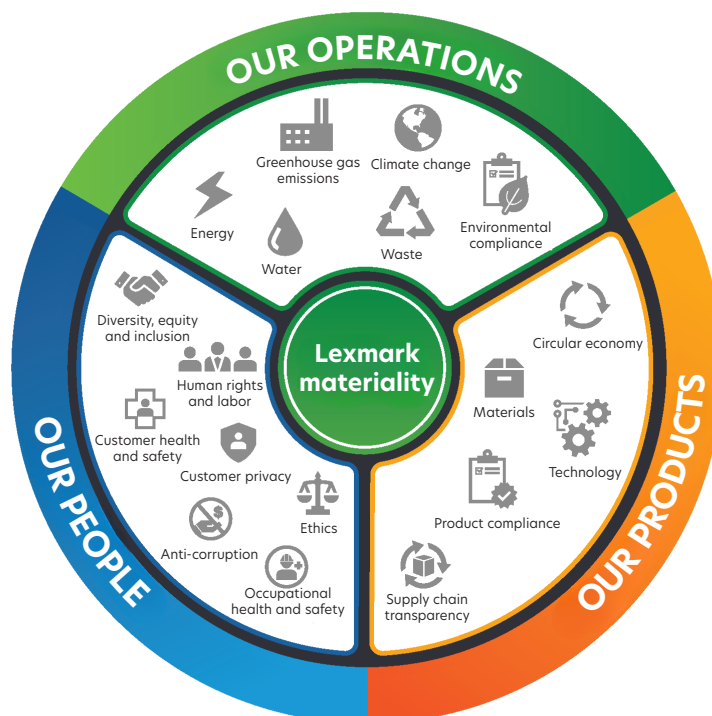 OUR OPERATIONS
Greenhouse gas
emissions
Climate change
Energy
Water
Waste
Environmental
compliance
Lexmark
materiality
OUR PEOPLE
Diversity, equity
and inclusion
Human rights
and labor
Customer health
and safety
Customer privacy
Ethics
Anti-corruption
Occupational
health and safety
OUR PRODUCTS
Circular economy
Materials
Technology
Product compliance
Supply chain
transparency